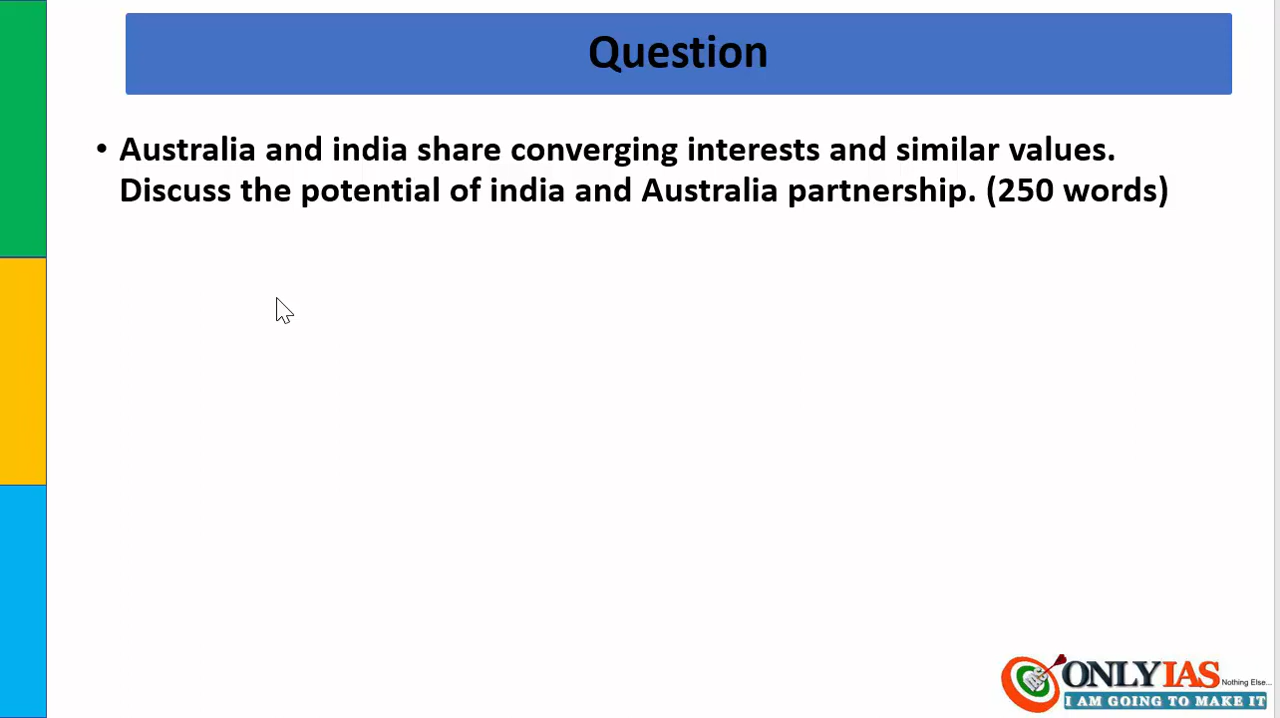 Question
• Australia and india share converging interests and similar values.
Discuss the potential of india and Australia partnership. (250 words)
ONLYIAS Nothing Else...
I AM GOING TO MAKE IT